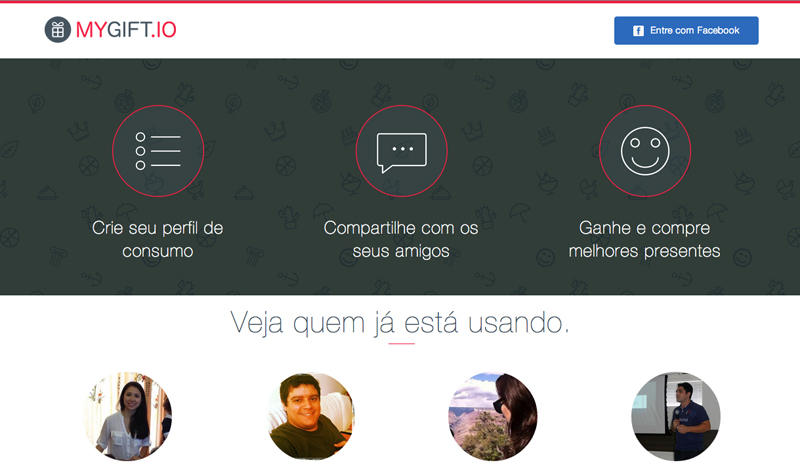 MYGIFT.IO
Entre com Facebook
Crie seu perfil de
consumo
Compartilhe com os
seus amigos
Ganhe e compre
melhores presentes
Veja quem já está usando.